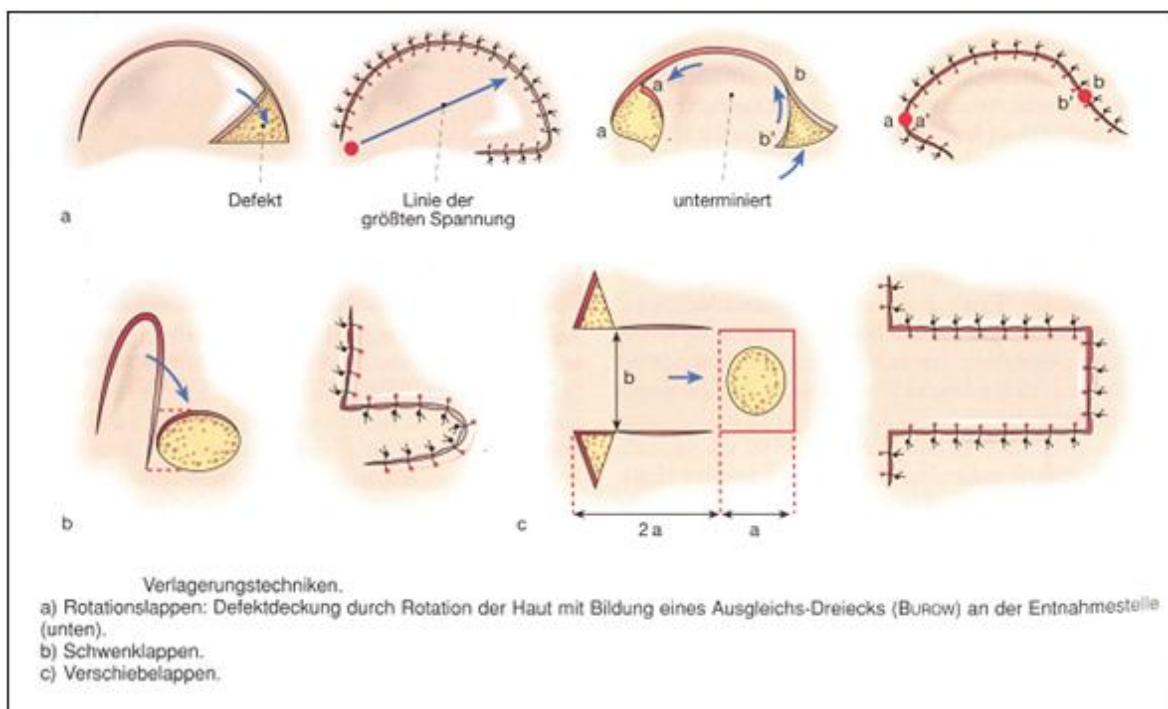 a
b
a
b'
a
b
b'
a a'
Defekt
Linie der
größten Spannung
unterminiert
a
b
b
c
2 a
a
Verlagerungstechniken.
a) Rotationslappen: Defektdeckung durch Rotation der Haut mit Bildung eines Ausgleichs-Dreiecks (BUROW) an der Entnahmestelle
(unten).
b) Schwenklappen.
c) Verschiebelappen.